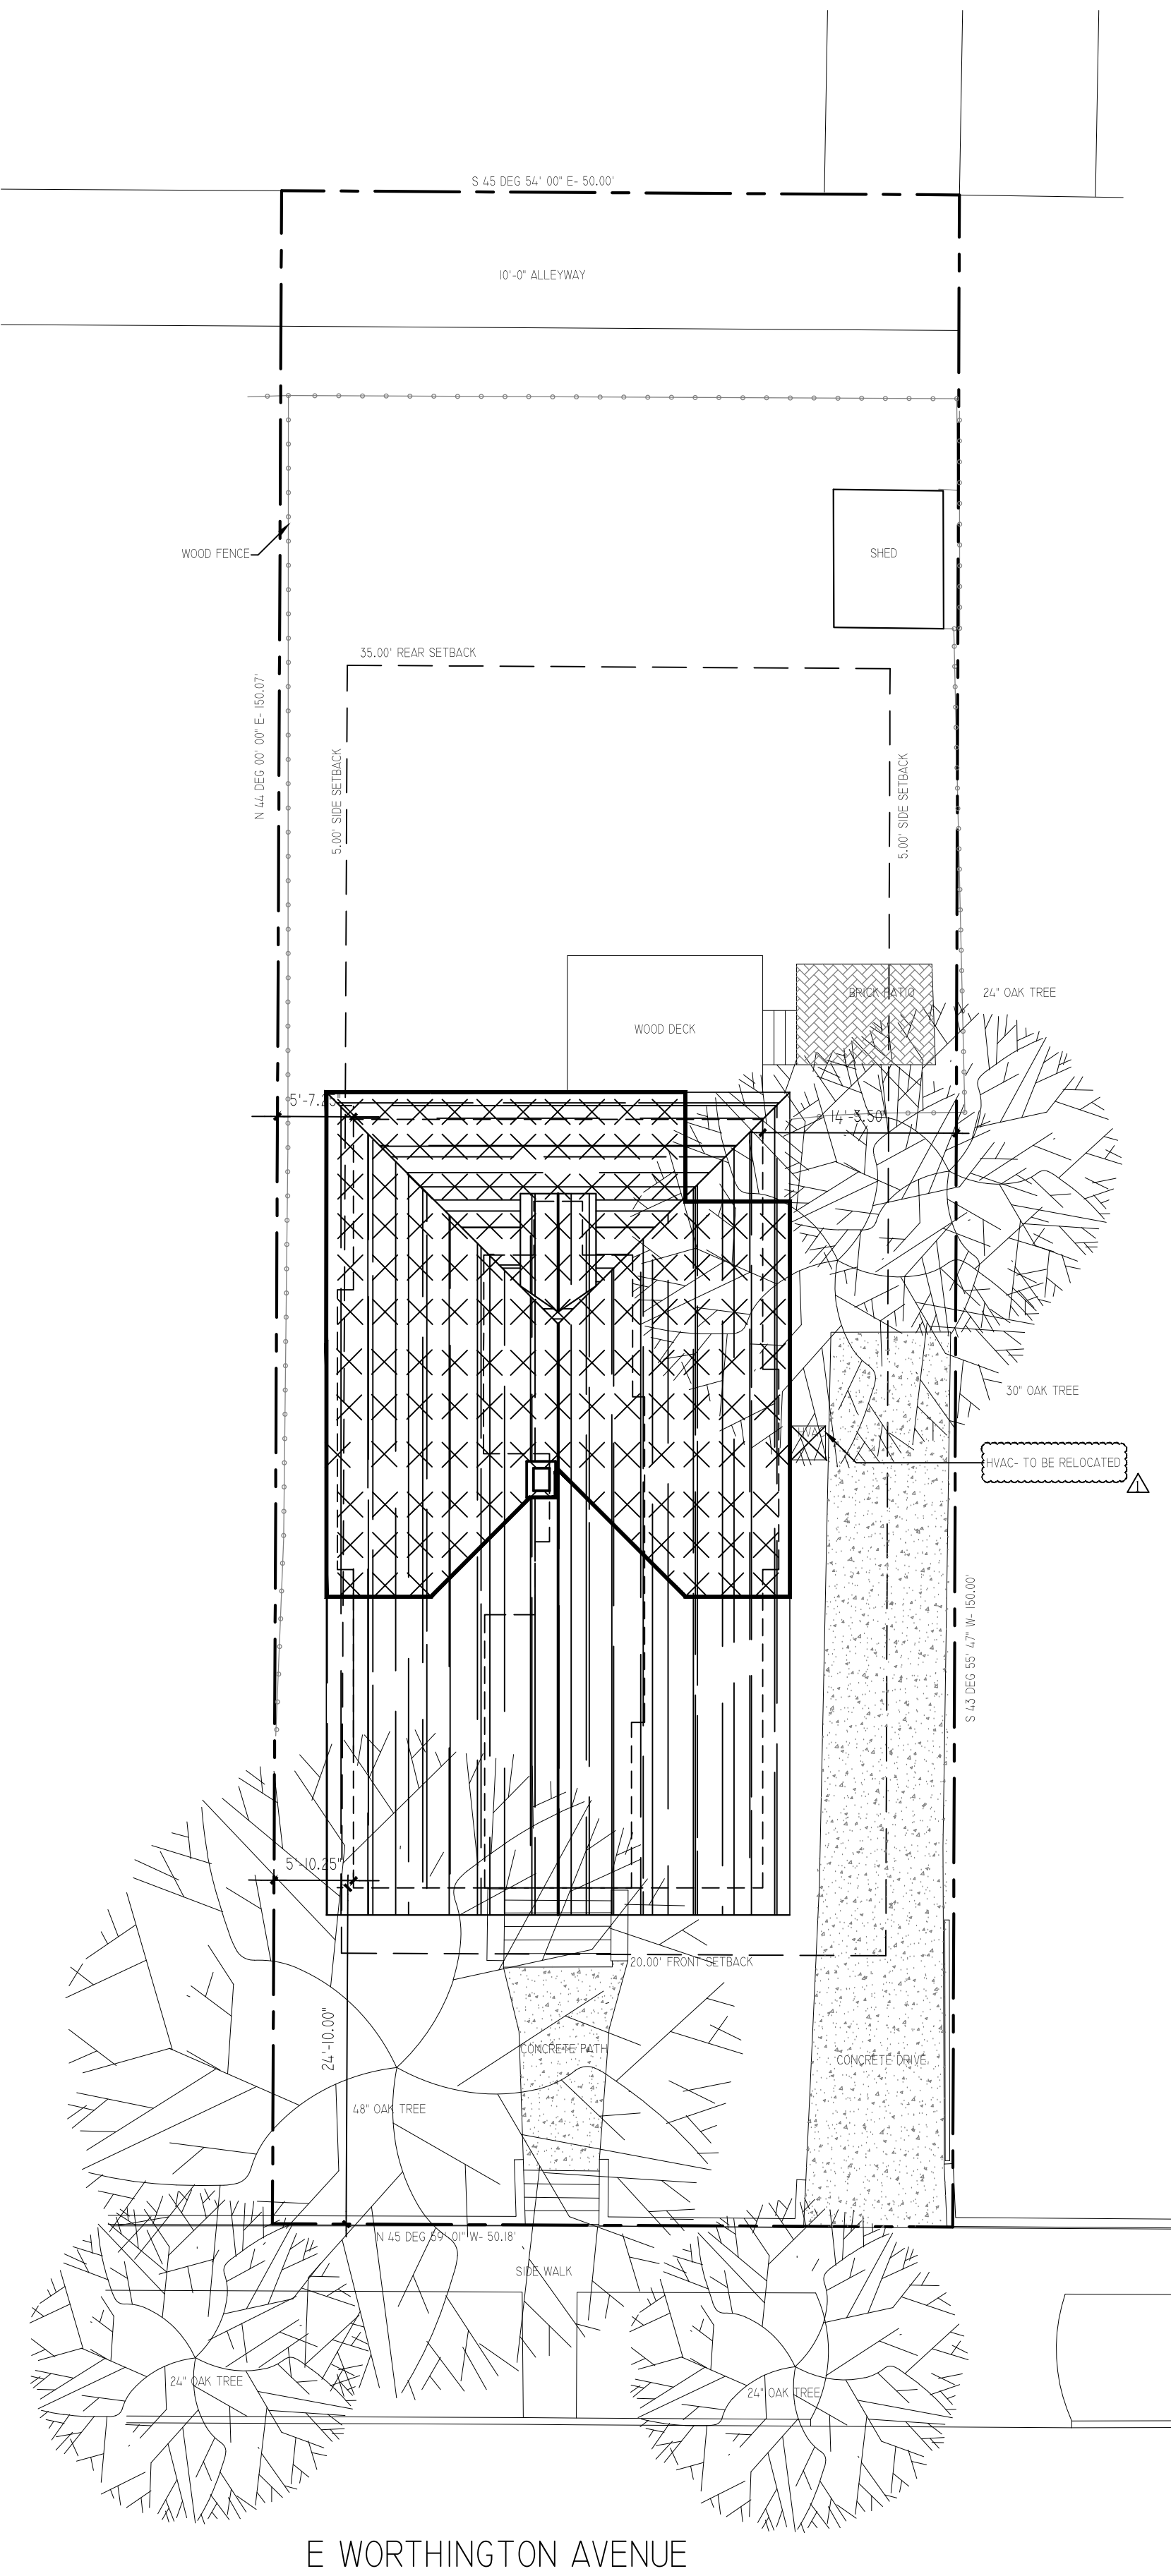 S 45 DEG 54' 00" E- 50.00'
10'-0" ALLEYWAY
WOOD FENCE
SHED
35.00' REAR SETBACK
N 44 DEG 00' 00" E- 150.07'
5.00' SIDE SETBACK
5.00' SIDE SETBACK
BRICK PATIO
24" OAK TREE
WOOD DECK
5'-7.25"
14'-3.50"
30" OAK TREE
HVAC
HVAC- TO BE RELOCATED
1
S 43 DEG 55' 47" W- 150.00'
5'-10.25"
20.00' FRONT SETBACK
24'-10.00"
CONCRETE PATH
CONCRETE DRIVE
48" OAK TREE
N 45 DEG 59' 01" W- 50.18'
SIDE WALK
24" OAK TREE
24" OAK TREE
E WORTHINGTON AVENUE